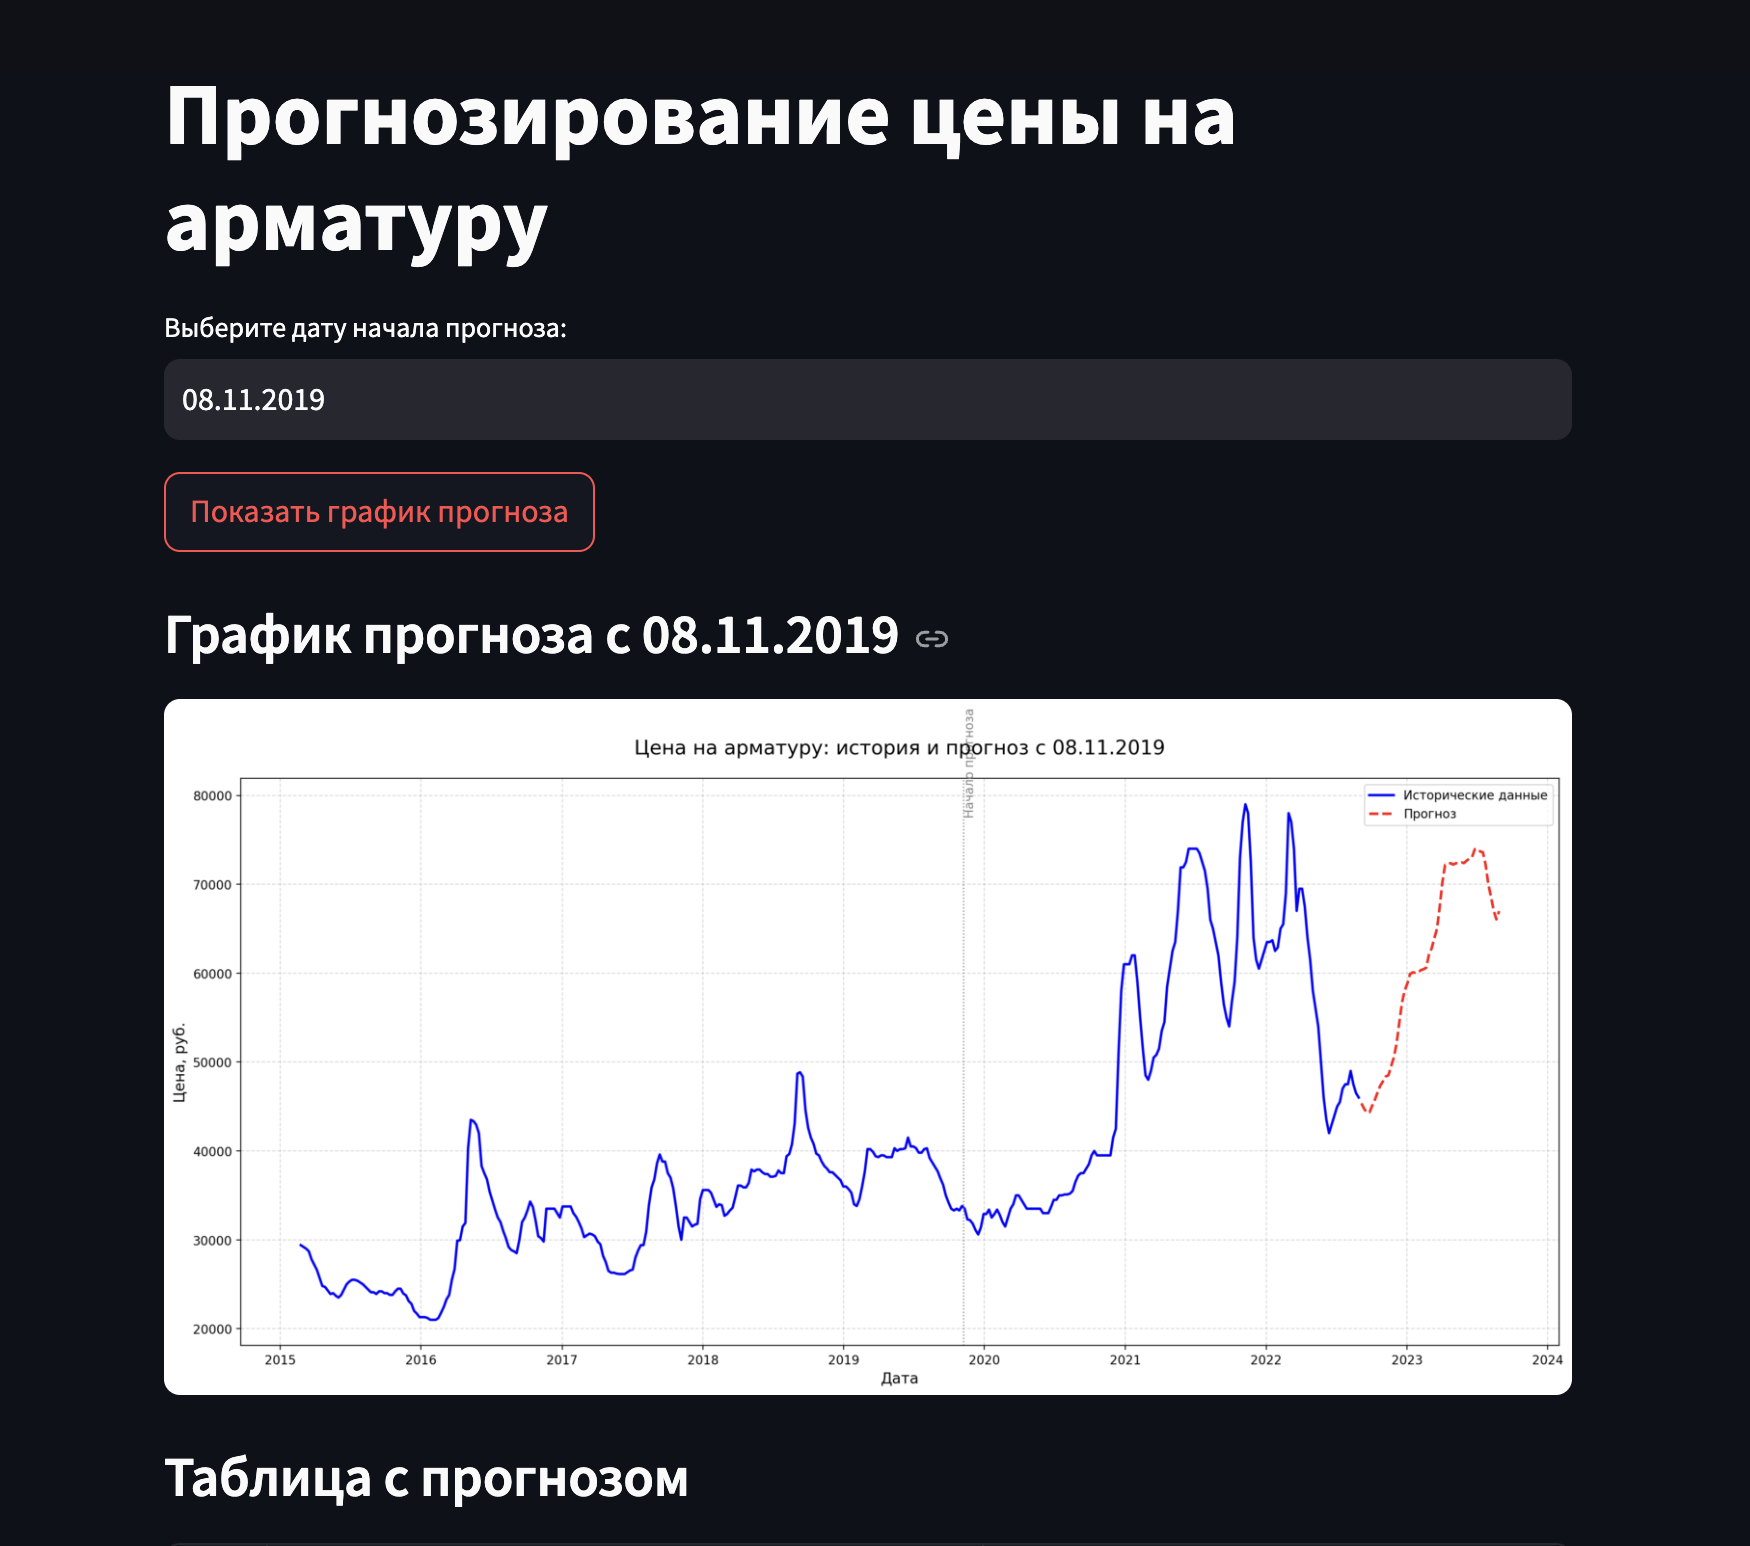 Прогнозирование цены на
арматуру
Выберите дату начала прогноза:
08.11.2019
Показать график прогноза
График прогноза с 08.11.2019
Начало прогноза
Цена на арматуру: история и прогноз с 08.11.2019
Исторические данные
Прогноз
Цена, руб.
80000
70000
60000
50000
40000
30000
20000
2015 2016 2017 2018 2019 2020 2021 2022 2023 2024
Дата
Таблица с прогнозом